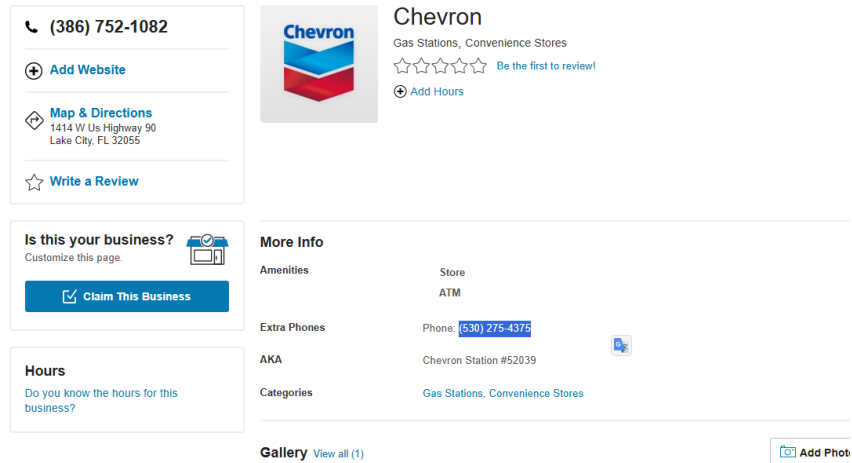 (386) 752-1082
Add Website
Map & Directions
1414 W Us Highway 90
Lake City, FL 32055
Write a Review
Is this your business?
Customize this page.
Claim This Business
Hours
Do you know the hours for this
business?
Chevron
Chevron
Gas Stations, Convenience Stores
Be the first to review!
Add Hours
More Info
Amenities
Store
ATM
Extra Phones Phone: (530) 275-4375
AKA Chevron Station #52039
Categories Gas Stations, Convenience Stores
Gallery View all (1)
Add Photo